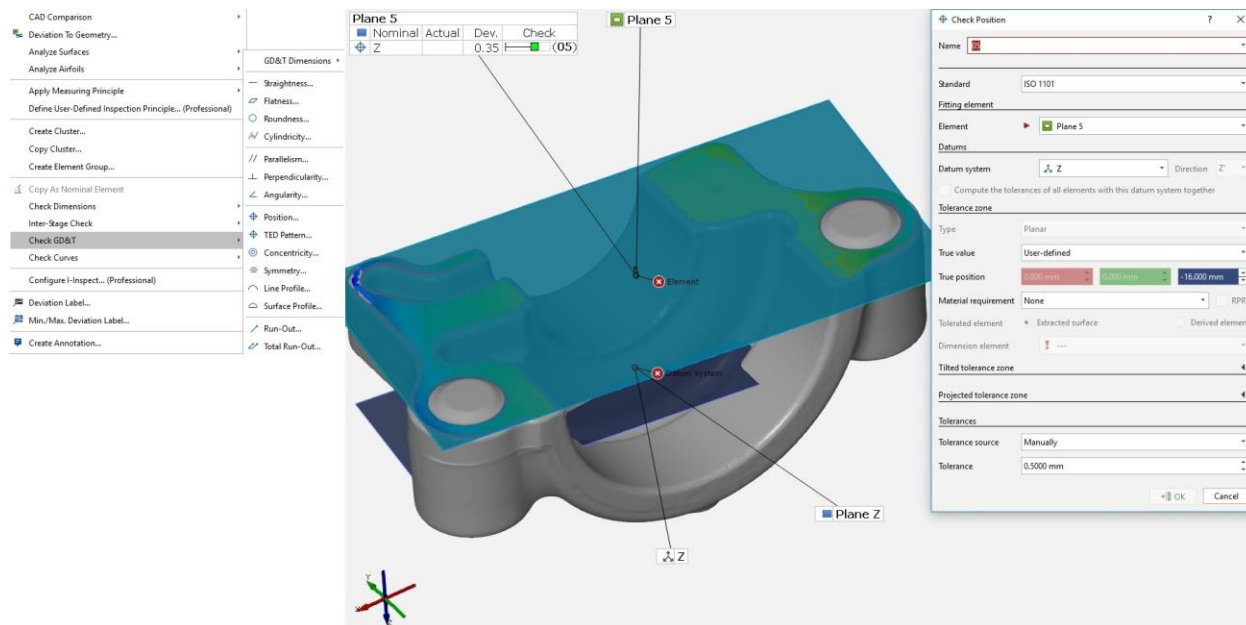 CAD Comparison
Deviation To Geometry...
Analyze Surfaces
Analyze Airfoils
Apply Measuring Principle
Define User-Defined Inspection Principle... (Professional)
Create Cluster...
Copy Cluster...
Create Element Group...
Copy As Nominal Element
Check Dimensions
Inter-Stage Check
Check GD&T
Check Curves
Configure I-Inspect... (Professional)
Deviation Label...
Min./Max. Deviation Label...
Create Annotation...
GD&T Dimensions
Straightness...
Flatness...
Roundness...
Cylindricity...
Parallelism...
Perpendicularity...
Angularity...
Position...
TED Pattern...
Concentricity...
Symmetry...
Line Profile...
Surface Profile...
Run-Out...
Total Run-Out...
Plane 5
Nominal Actual Dev. Check
Z 0.35 (05)
Plane 5
Element
Datum system
Plane Z
Z
X
Y
Z
Check Position ? ×
Name 05
Standard ISO 1101
Fitting element
Element Plane 5
Datums
Datum system Z Direction Z'
Compute the tolerances of all elements with this datum system together
Tolerance zone
Type Planar
True value User-defined
True position 0.000 mm 0.000 mm -16.000 mm
Material requirement None RPR
Tolerated element Extracted surface Derived element
Dimension element ---
Tilted tolerance zone
Projected tolerance zone
Tolerances
Tolerance source Manually
Tolerance 0.5000 mm
OK Cancel